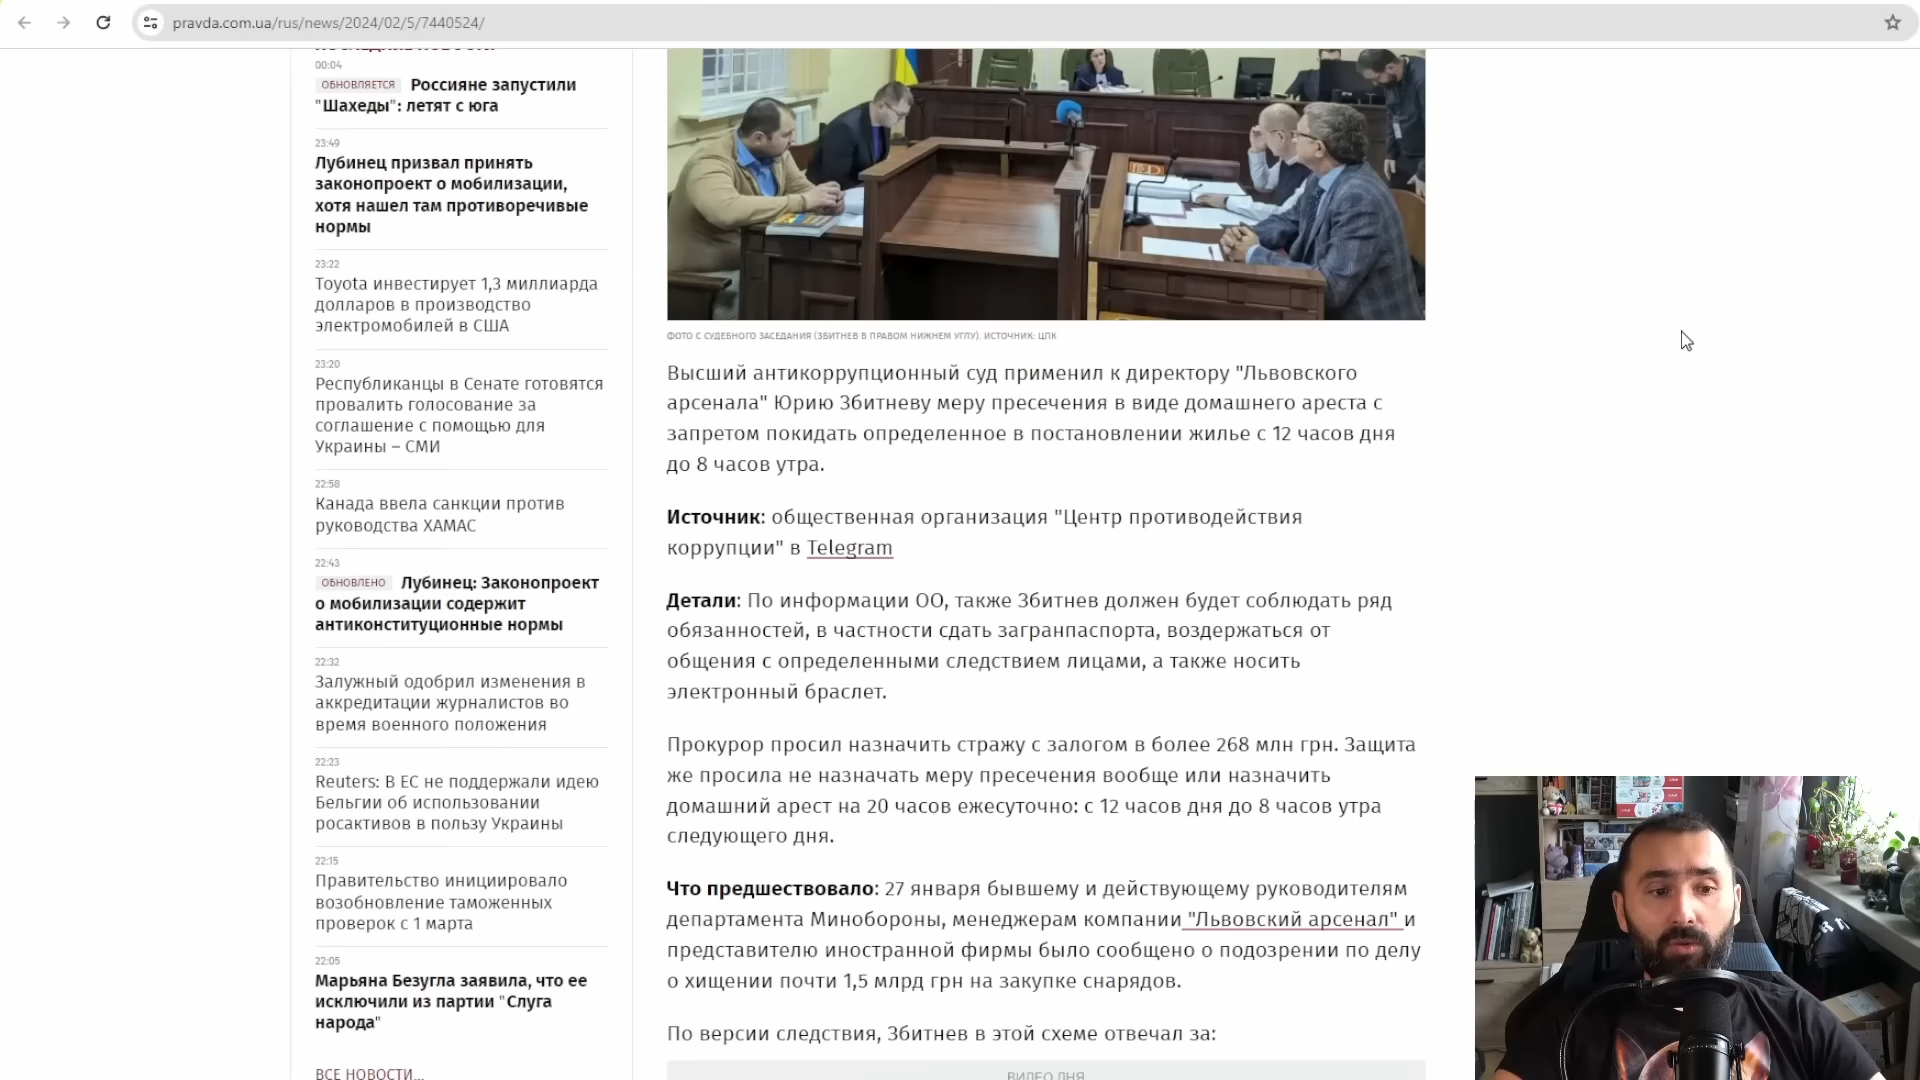 pravda.com.ua/rus/news/2024/02/5/7440524/
00:04
ОБНОВЛЯЕТСЯ Россияне запустили
"Шахеды": летят с юга
23:49
Лубинец призвал принять
законопроект о мобилизации,
хотя нашел там противоречивые
нормы
23:22
Toyota инвестирует 1,3 миллиарда
долларов в производство
электромобилей в США
23:20
Республиканцы в Сенате готовятся
провалить голосование за
соглашение с помощью для
Украины – СМИ
22:58
Канада ввела санкции против
руководства ХАМАС
22:43
ОБНОВЛЕНО Лубинец: Законопроект
о мобилизации содержит
антиконституционные нормы
22:32
Залужный одобрил изменения в
аккредитации журналистов во
время военного положения
22:23
Reuters: В ЕС не поддержали идею
Бельгии об использовании
росактивов в пользу Украины
22:15
Правительство инициировало
возобновление таможенных
проверок с 1 марта
22:05
Марьяна Безугла заявила, что ее
исключили из партии "Слуга
народа"
ВСЕ НОВОСТИ...
ФОТО С СУДЕБНОГО ЗАСЕДАНИЯ (ЗБИТНЕВ В ПРАВОМ НИЖНЕМ УГЛУ). ИСТОЧНИК: ЦПК
Высший антикоррупционный суд применил к директору "Львовского
арсенала" Юрию Збитневу меру пресечения в виде домашнего ареста с
запретом покидать определенное в постановлении жилье с 12 часов дня
до 8 часов утра.
Источник: общественная организация "Центр противодействия
коррупции" в Telegram
Детали: По информации ОО, также Збитнев должен будет соблюдать ряд
обязанностей, в частности сдать загранпаспорта, воздержаться от
общения с определенными следствием лицами, а также носить
электронный браслет.
Прокурор просил назначить стражу с залогом в более 268 млн грн. Защита
же просила не назначать меру пресечения вообще или назначить
домашний арест на 20 часов ежесуточно: с 12 часов дня до 8 часов утра
следующего дня.
Что предшествовало: 27 января бывшему и действующему руководителям
департамента Минобороны, менеджерам компании "Львовский арсенал" и
представителю иностранной фирмы было сообщено о подозрении по делу
о хищении почти 1,5 млрд грн на закупке снарядов.
По версии следствия, Збитнев в этой схеме отвечал за:
ВИДЕО ДНЯ